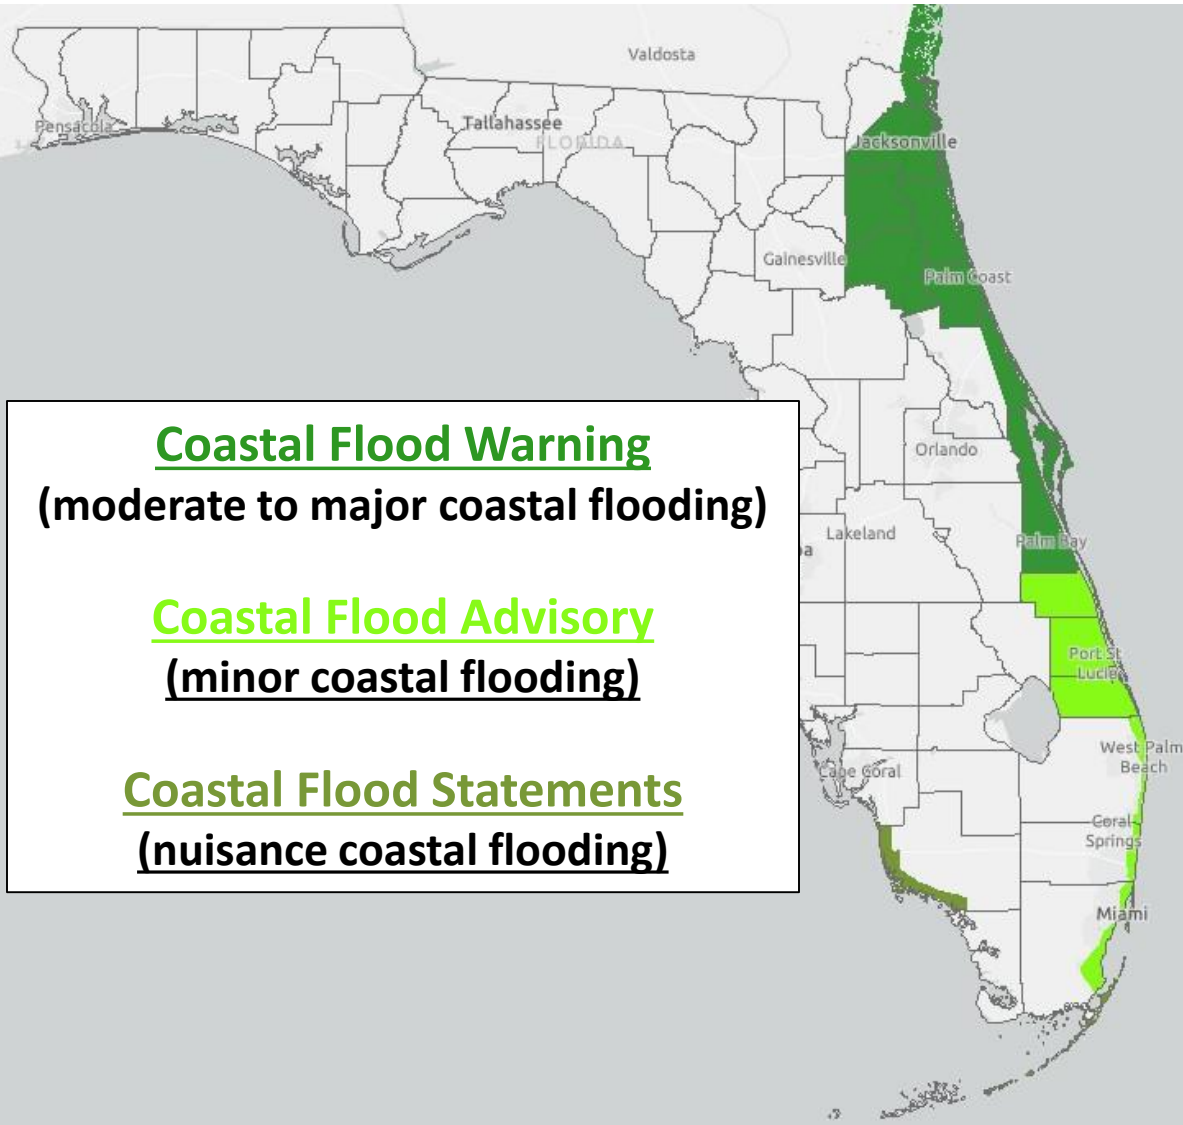 Valdosta
Pensacola
Tallahassee
FLORIDA
Jacksonville
Gainesville
Palm Coast
Coastal Flood Warning
(moderate to major coastal flooding)
Orlando
Lakeland
Palm Bay
Coastal Flood Advisory
(minor coastal flooding)
Port St
Lucie
West Palm
Beach
Cape Coral
Coastal Flood Statements
(nuisance coastal flooding)
Coral
Springs
Miami